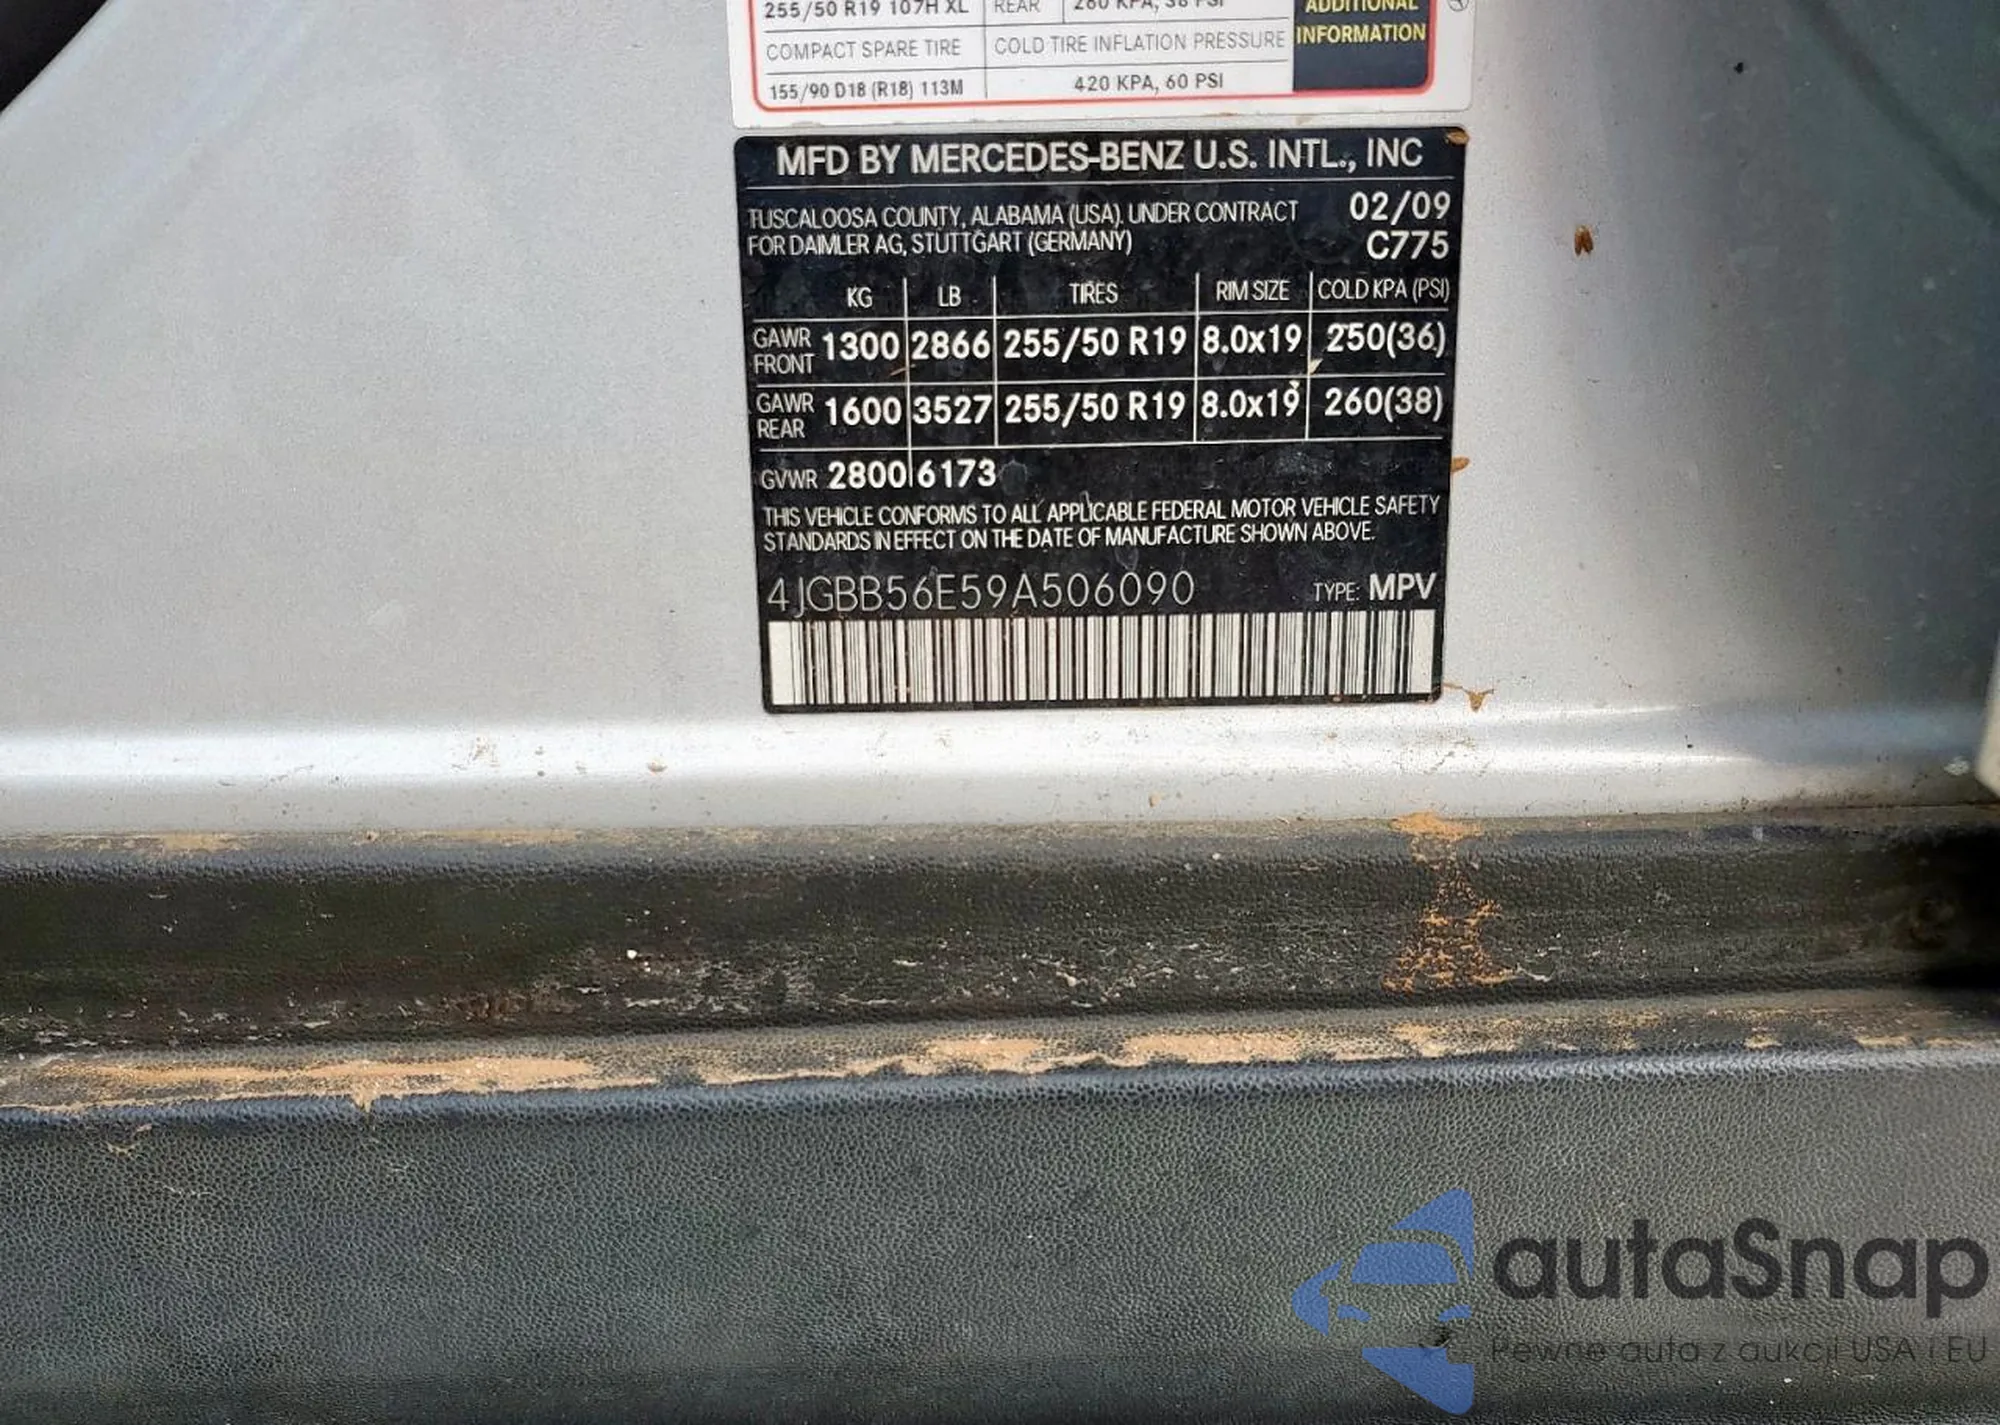 255/50 R19 107H XL REAR 260 KPA, 38 PSI ADDITIONAL
COMPACT SPARE TIRE COLD TIRE INFLATION PRESSURE INFORMATION
155/90 D18 (R18) 113M 420 KPA, 60 PSI
MFD BY MERCEDES-BENZ U.S. INTL., INC
TUSCALOOSA COUNTY, ALABAMA (USA). UNDER CONTRACT 02/09
FOR DAIMLER AG, STUTTGART (GERMANY) C775
KG LB TIRES RIM SIZE COLD KPA (PSI)
GAWR FRONT 1300 2866 255/50 R19 8.0x19 250(36)
GAWR REAR 1600 3527 255/50 R19 8.0x19 260(38)
GVWR 2800 6173
THIS VEHICLE CONFORMS TO ALL APPLICABLE FEDERAL MOTOR VEHICLE SAFETY
STANDARDS IN EFFECT ON THE DATE OF MANUFACTURE SHOWN ABOVE.
4JGBB56E59A506090 TYPE: MPV
autaSnap
Pewne auta z aukcji USA i EU